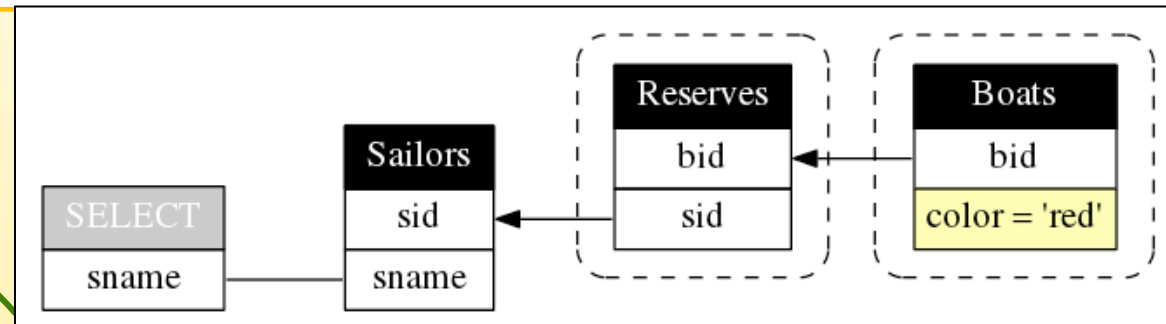 SELECT
sname
Sailors
sid
sname
Reserves
bid
sid
Boats
bid
color = 'red'